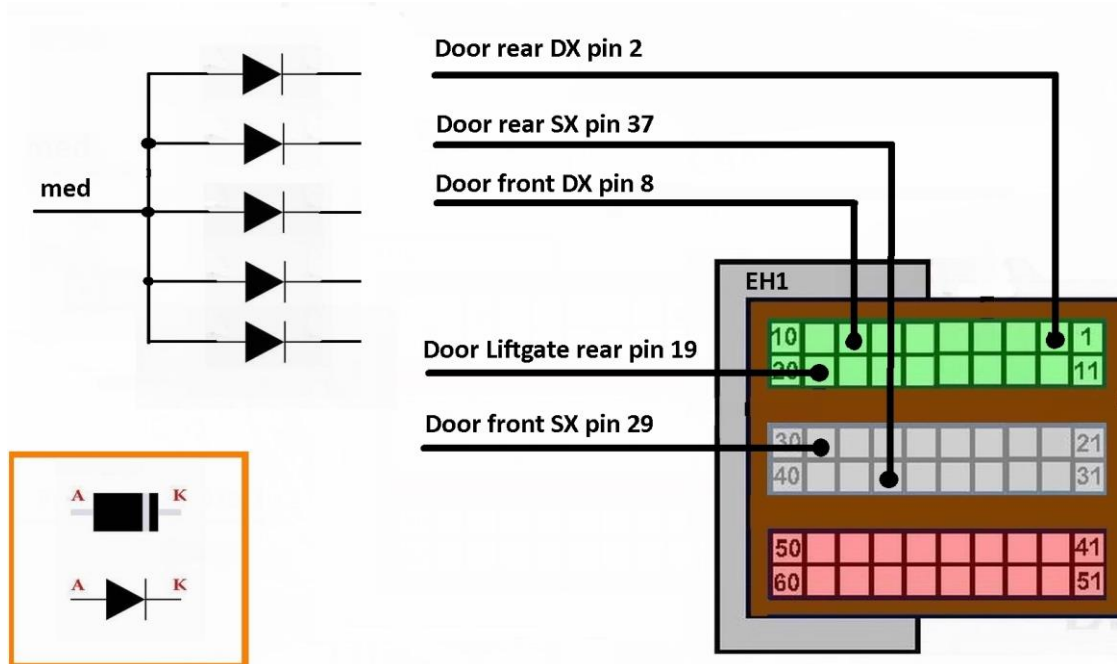 Door rear DX pin 2
Door rear SX pin 37
med
Door front DX pin 8
EH1
10 1
Door Liftgate rear pin 19
20 11
Door front SX pin 29
30 21
40 31
A K
50 41
A K
60 51